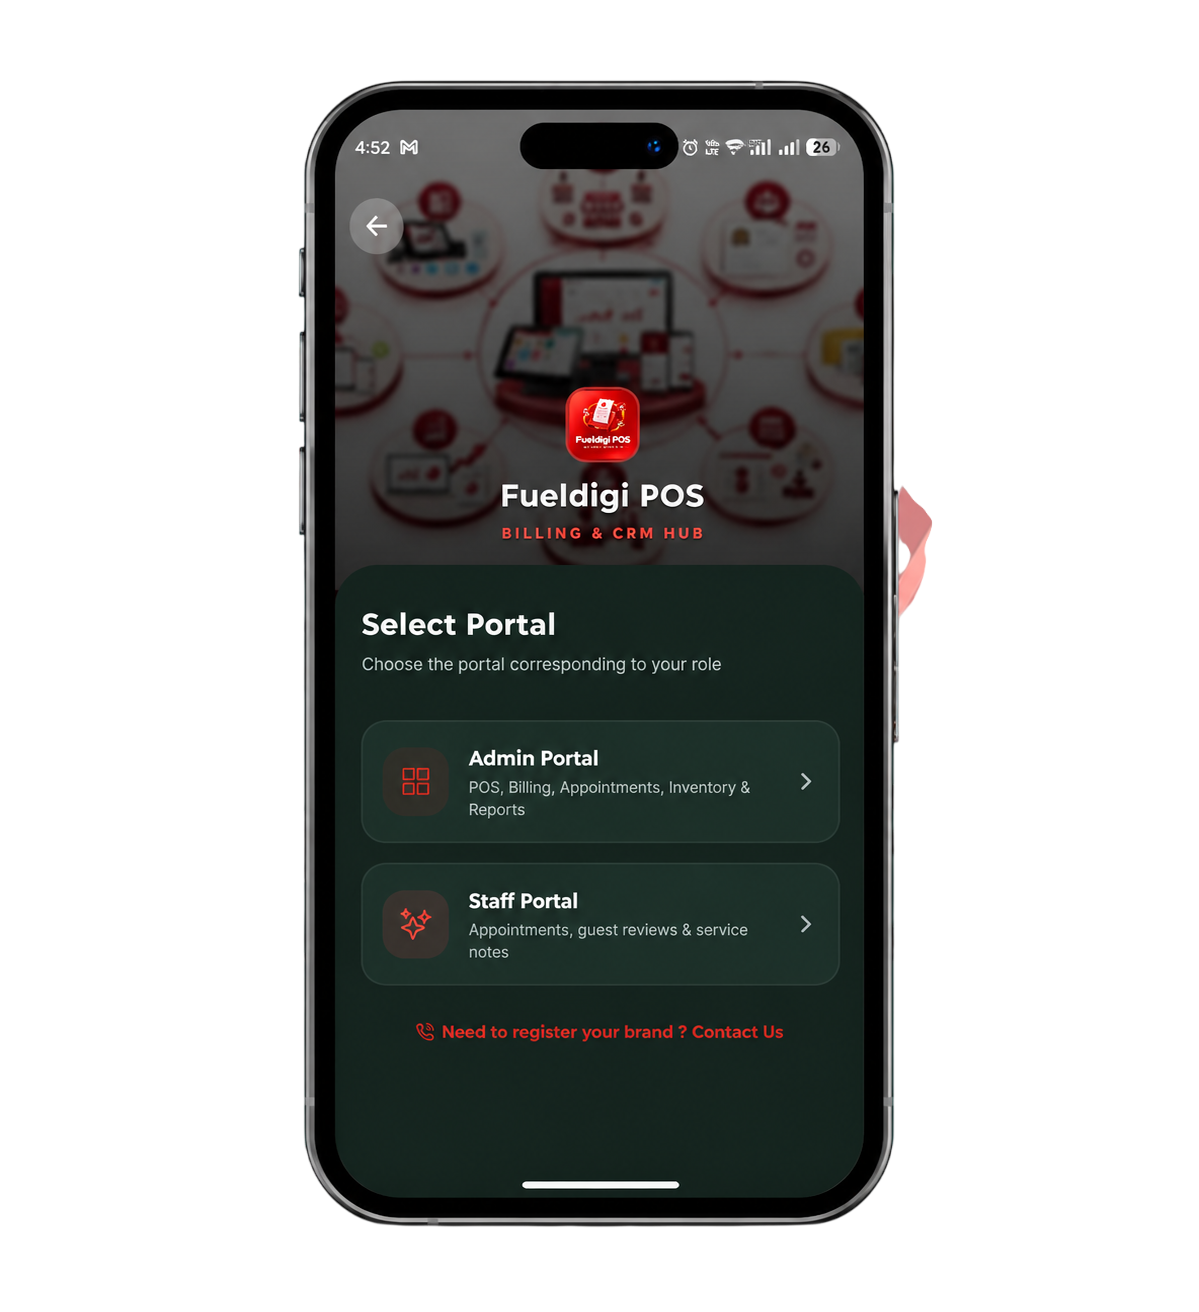 4:52
26
Fueldigi POS
Fueldigi POS
BILLING & CRM HUB
Select Portal
Choose the portal corresponding to your role
Admin Portal
POS, Billing, Appointments, Inventory &
Reports
Staff Portal
Appointments, guest reviews & service
notes
Need to register your brand ? Contact Us